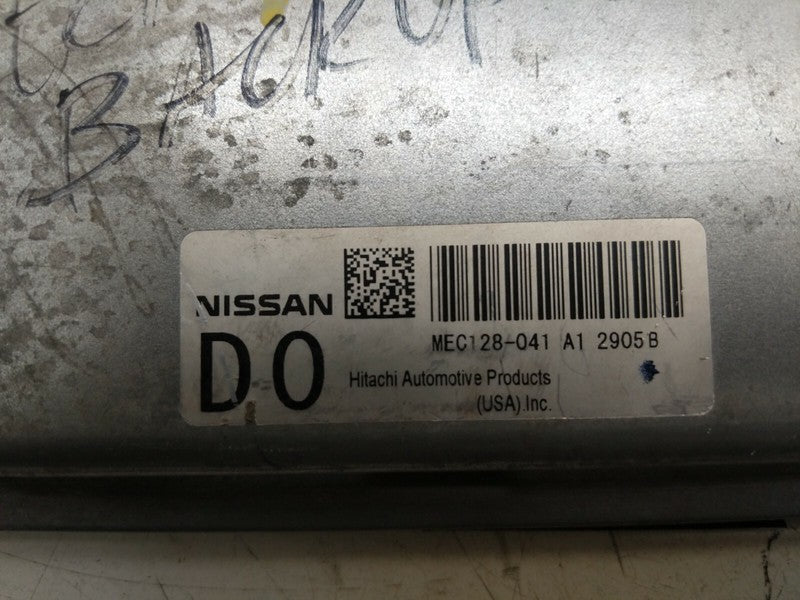 BACKUP
NISSAN
D0
MEC128-041 A1 2905B
Hitachi Automotive Products
(USA).Inc.